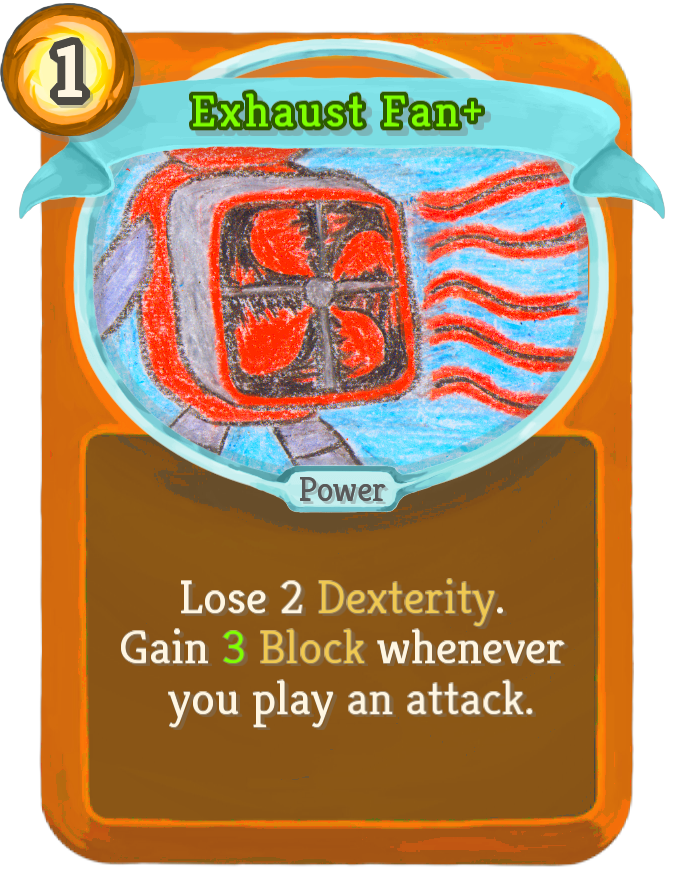 1
Exhaust Fan+
Power
Lose 2 Dexterity.
Gain 3 Block whenever
you play an attack.